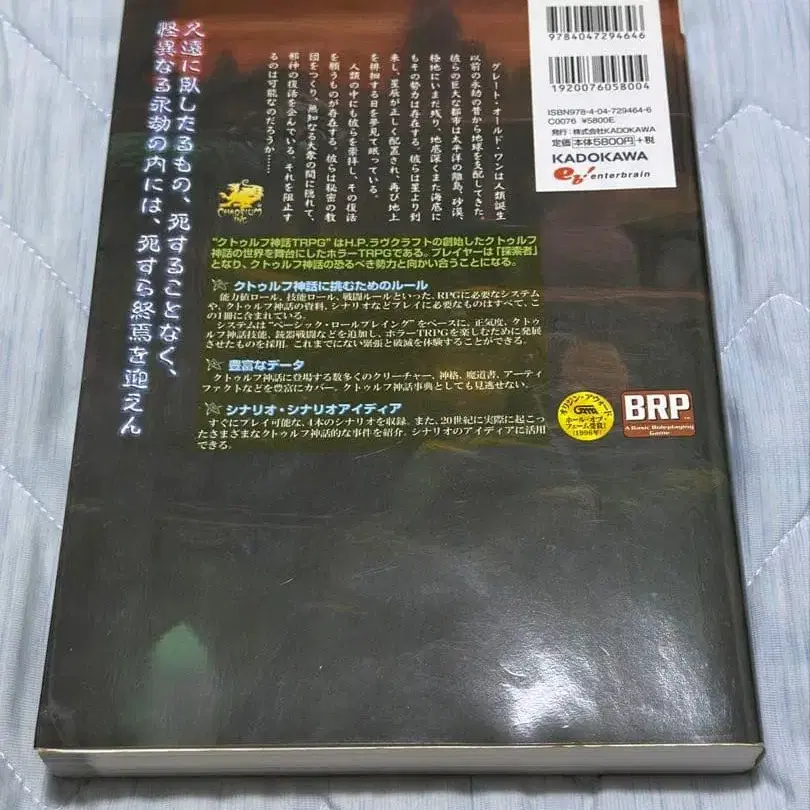 9784047294646
1920076058004
ISBN978-4-04-729464-6
C0076 ¥5800E
発行：株式会社KADOKAWA
定価 本体5800円+税
KADOKAWA
eb! enterbrain
久遠に臥したるもの、死することなく、
怪異なる永劫の内には、死すら終焉を迎えん
グレート・オールド・ワンは人類誕生
以前の永劫の昔から地球を支配してきた。
彼らの巨大な都市は太平洋の離島、砂漠、
極地にいまだ残り、地底深くまた海底に
もその勢力は存在する。彼らは星より到
来し、星辰が正しく配置され、再び地上
を徘徊する日を夢見て眠っている。
人類の中にも彼らを崇拝し、その復活
を願うものが存在する。彼らは秘密の教
団をつくり、無知なる大衆の間に隠れて、
邪神の復活を企んでいる。それを阻止す
るのは可能なのだろうか……
CHAOSIUM
INC.
“クトゥルフ神話TRPG”はH.P.ラヴクラフトの創始したクトゥルフ
神話の世界を舞台にしたホラーTRPGである。プレイヤーは「探索者」
となり、クトゥルフ神話の恐るべき勢力と向かい合うことになる。
クトゥルフ神話に挑むためのルール
能力値ロール、技能ロール、戦闘ルールといった、RPGに必要なシステム
や、クトゥルフ神話の資料、シナリオなどプレイに必要なものはすべて、こ
の1冊に含まれている。
システムは“ベーシック・ロールプレイング”をベースに、正気度、クトゥ
ルフ神話技能、銃器戦闘などを追加し、ホラーTRPGを楽しむために発展
させたものを採用。これまでにない緊張と破滅を体験することができる。
豊富なデータ
クトゥルフ神話に登場する数多くのクリーチャー、神格、魔道書、アーティ
ファクトなどを豊富にカバー。クトゥルフ神話事典としても見逃せない。
シナリオ・シナリオアイディア
すぐにプレイ可能な、4本のシナリオを収録。また、20世紀に実際に起こっ
たさまざまなクトゥルフ神話的な事件を紹介。シナリオのアイディアに活用
できる。
オリジン・アウォード
ホール・オブ・
フェーム受賞！
（1996年）
BRP
A Basic Roleplaying
Game